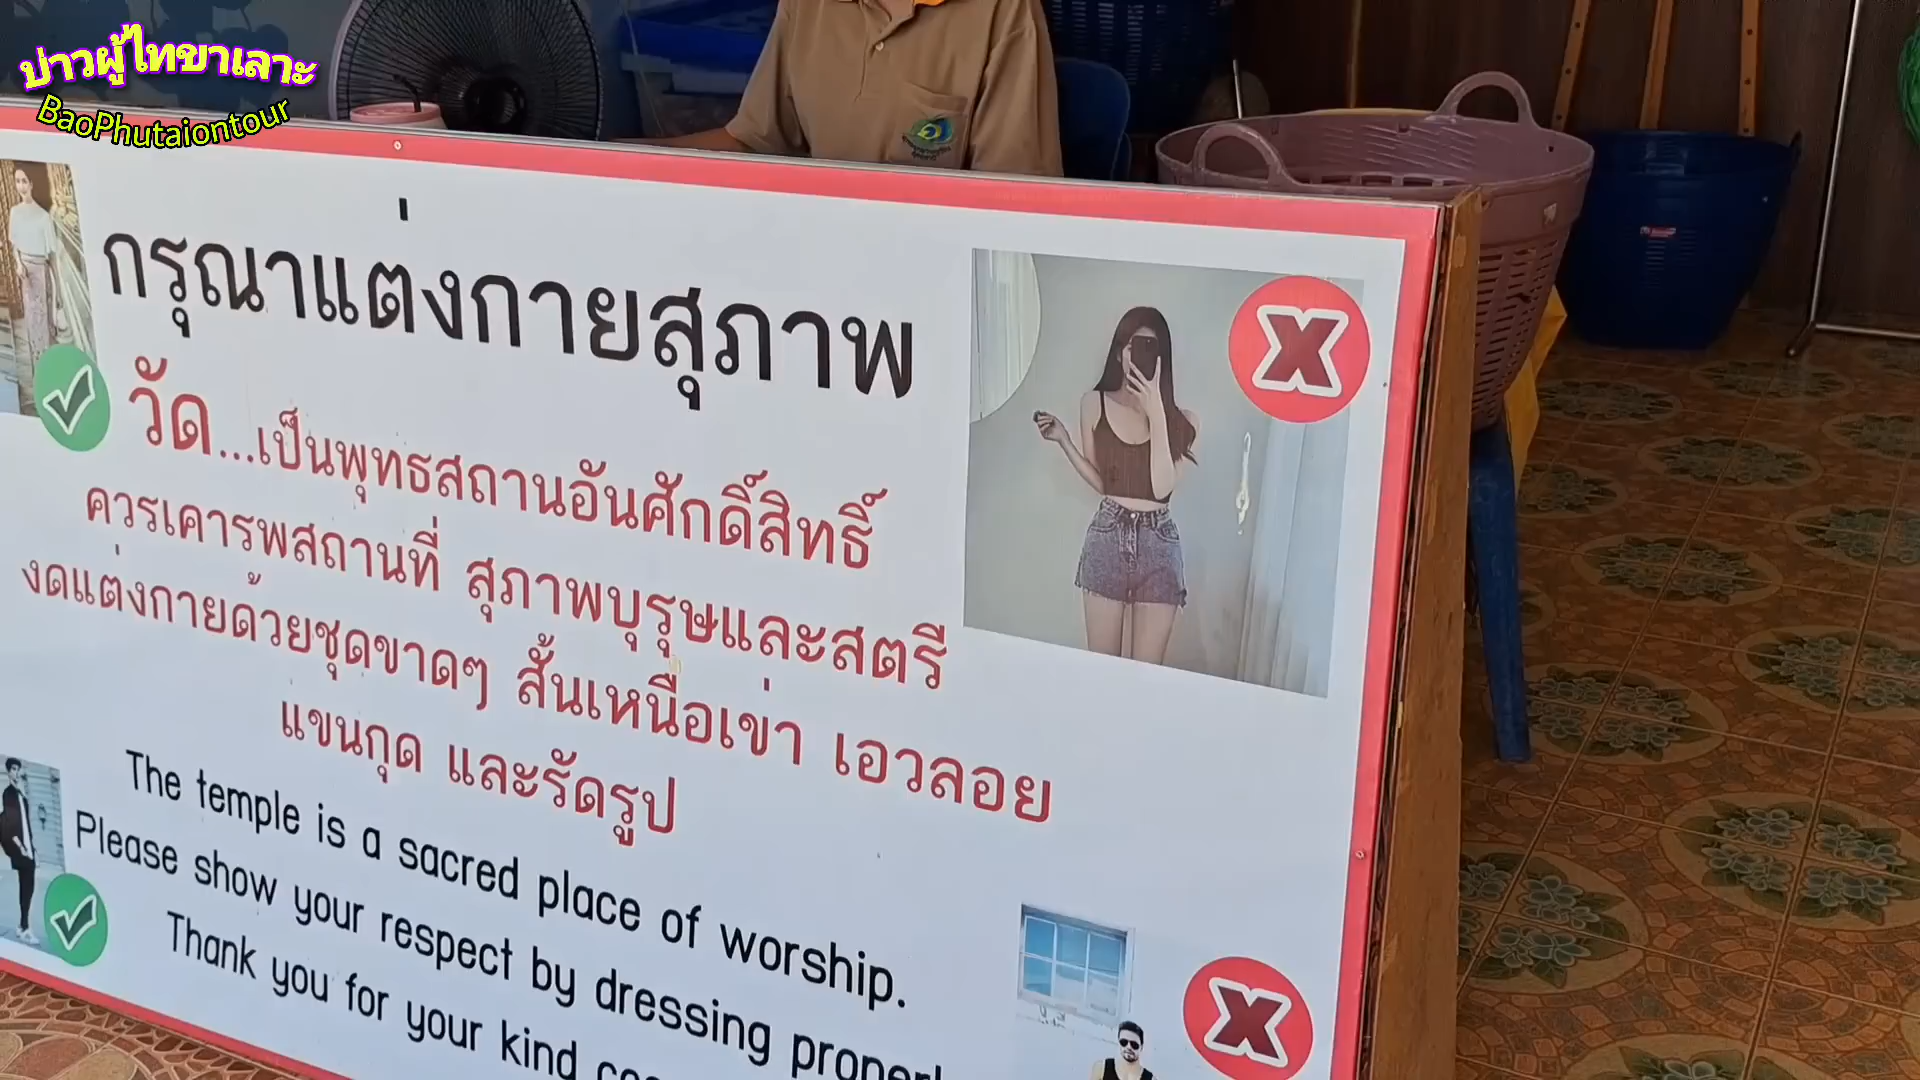 บ่าวผู้ไทขาเลาะ
BaoPhutaiontour
กรุณาแต่งกายสุภาพ
วัด...เป็นพุทธสถานอันศักดิ์สิทธิ์
ควรเคารพสถานที่ สุภาพบุรุษและสตรี
งดแต่งกายด้วยชุดขาดๆ สั้นเหนือเข่า เอวลอย
แขนกุด และรัดรูป
The temple is a sacred place of worship.
Please show your respect by dressing
Thank you for your kind